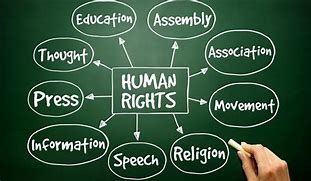 Education
Assembly
Thought
Association
HUMAN
RIGHTS
Press
Movement
Information
Speech
Religion